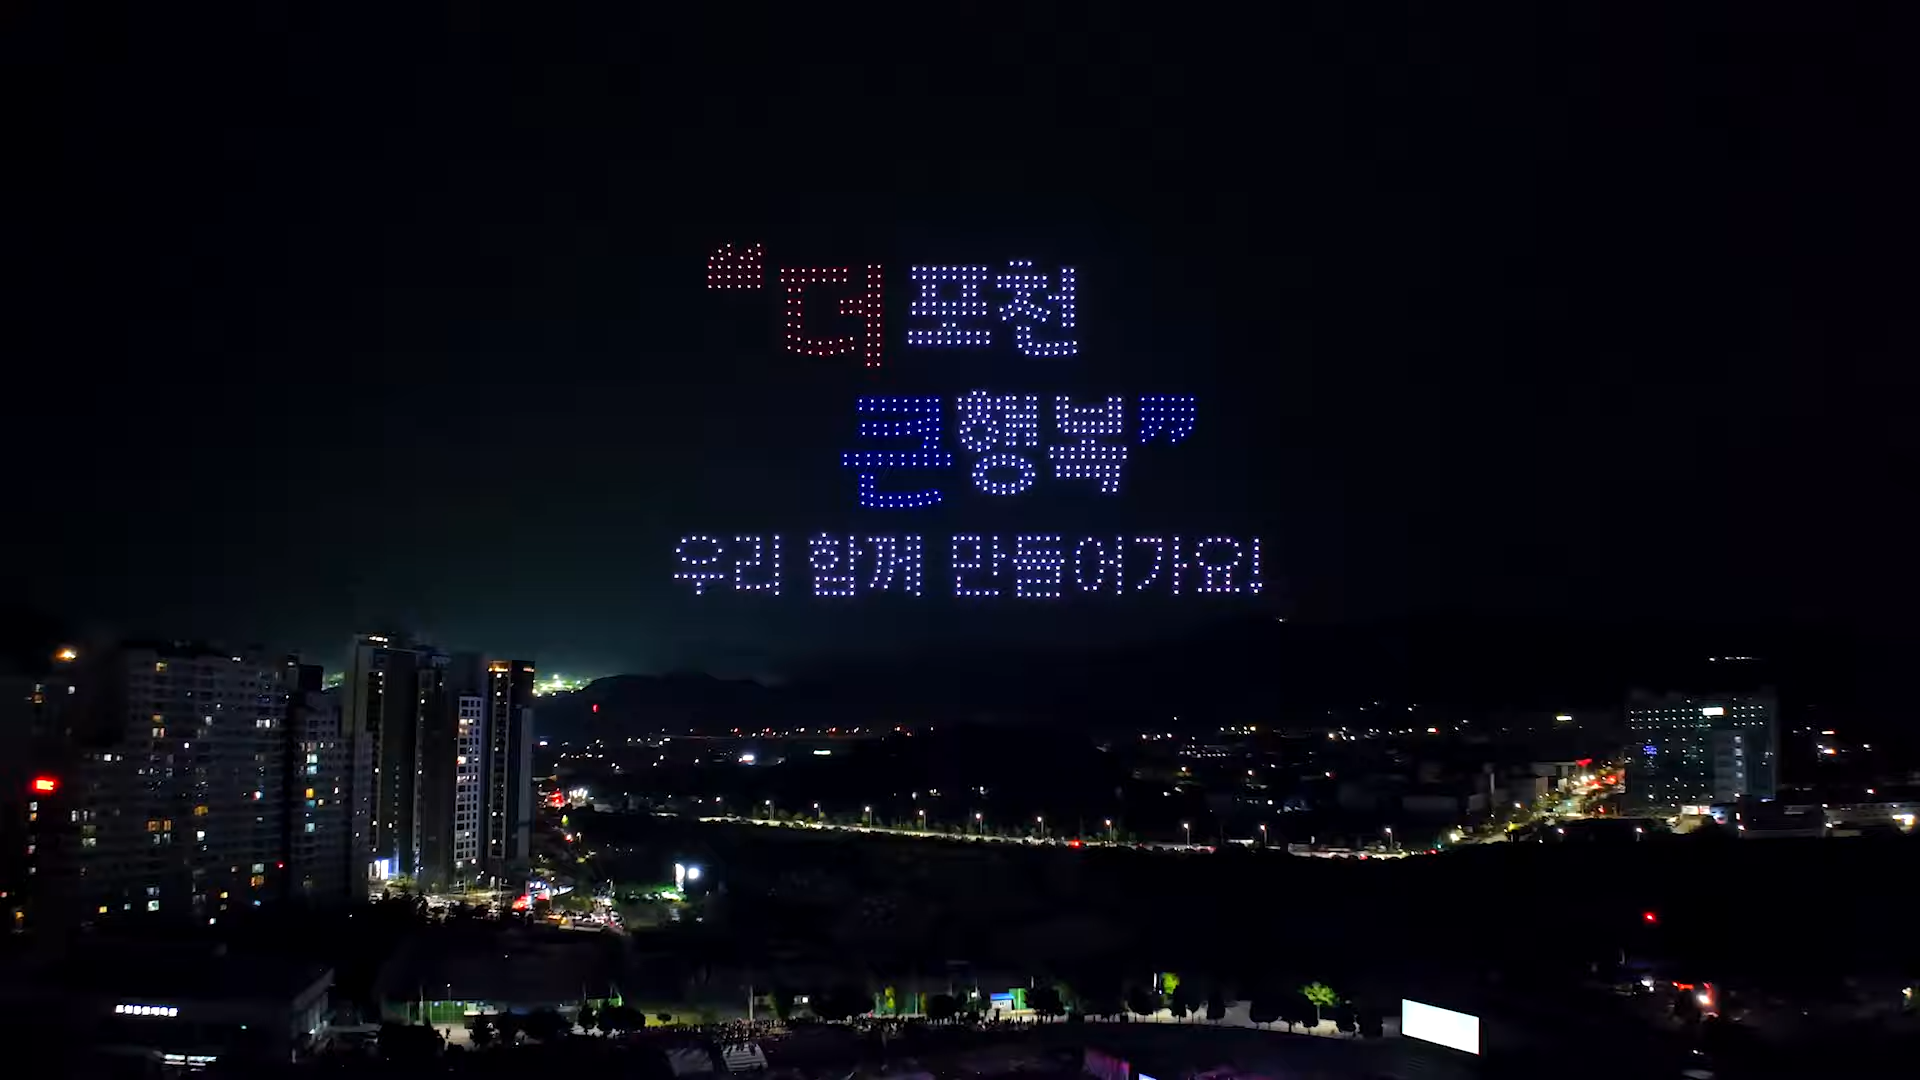 “더 포천
큰 행복”
우리 함께 만들어가요!